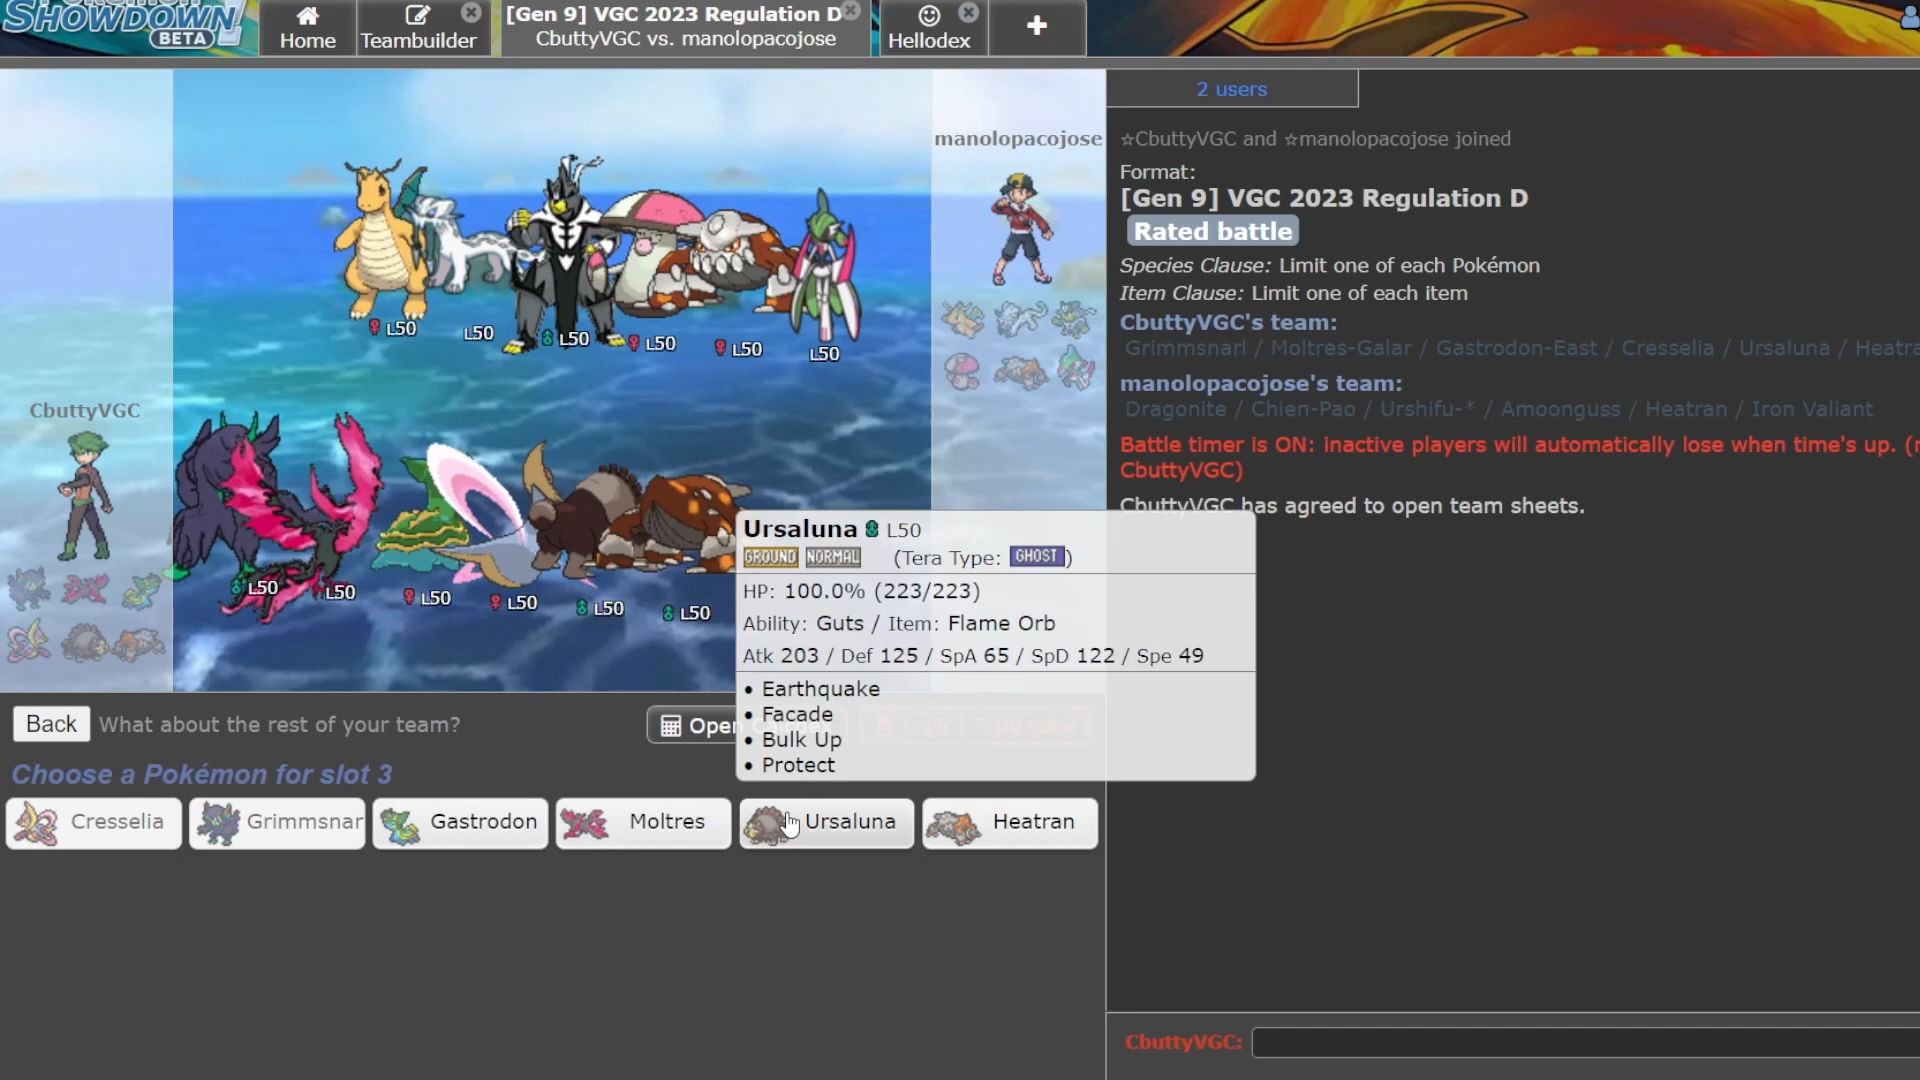 SHOWDOWN
BETA
Home
Teambuilder
[Gen 9] VGC 2023 Regulation D
CbuttyVGC vs. manolopacojose
Hellodex
+
2 users
manolopacojose
☆CbuttyVGC and ☆manolopacojose joined
Format:
[Gen 9] VGC 2023 Regulation D
Rated battle
Species Clause: Limit one of each Pokémon
Item Clause: Limit one of each item
CbuttyVGC's team:
Grimmsnarl / Moltres-Galar / Gastrodon-East / Cresselia / Ursaluna / Heatra
manolopacojose's team:
Dragonite / Chien-Pao / Urshifu-* / Amoonguss / Heatran / Iron Valiant
Battle timer is ON: inactive players will automatically lose when time's up. (r
CbuttyVGC)
CbuttyVGC has agreed to open team sheets.
L50
L50
L50
L50
L50
L50
CbuttyVGC
L50
L50
L50
L50
L50
L50
Ursaluna L50
GROUND NORMAL (Tera Type: GHOST)
HP: 100.0% (223/223)
Ability: Guts / Item: Flame Orb
Atk 203 / Def 125 / SpA 65 / SpD 122 / Spe 49
• Earthquake
• Facade
• Bulk Up
• Protect
Back What about the rest of your team?
Open
Choose a Pokémon for slot 3
Cresselia
Grimmsnar
Gastrodon
Moltres
Ursaluna
Heatran
CbuttyVGC: